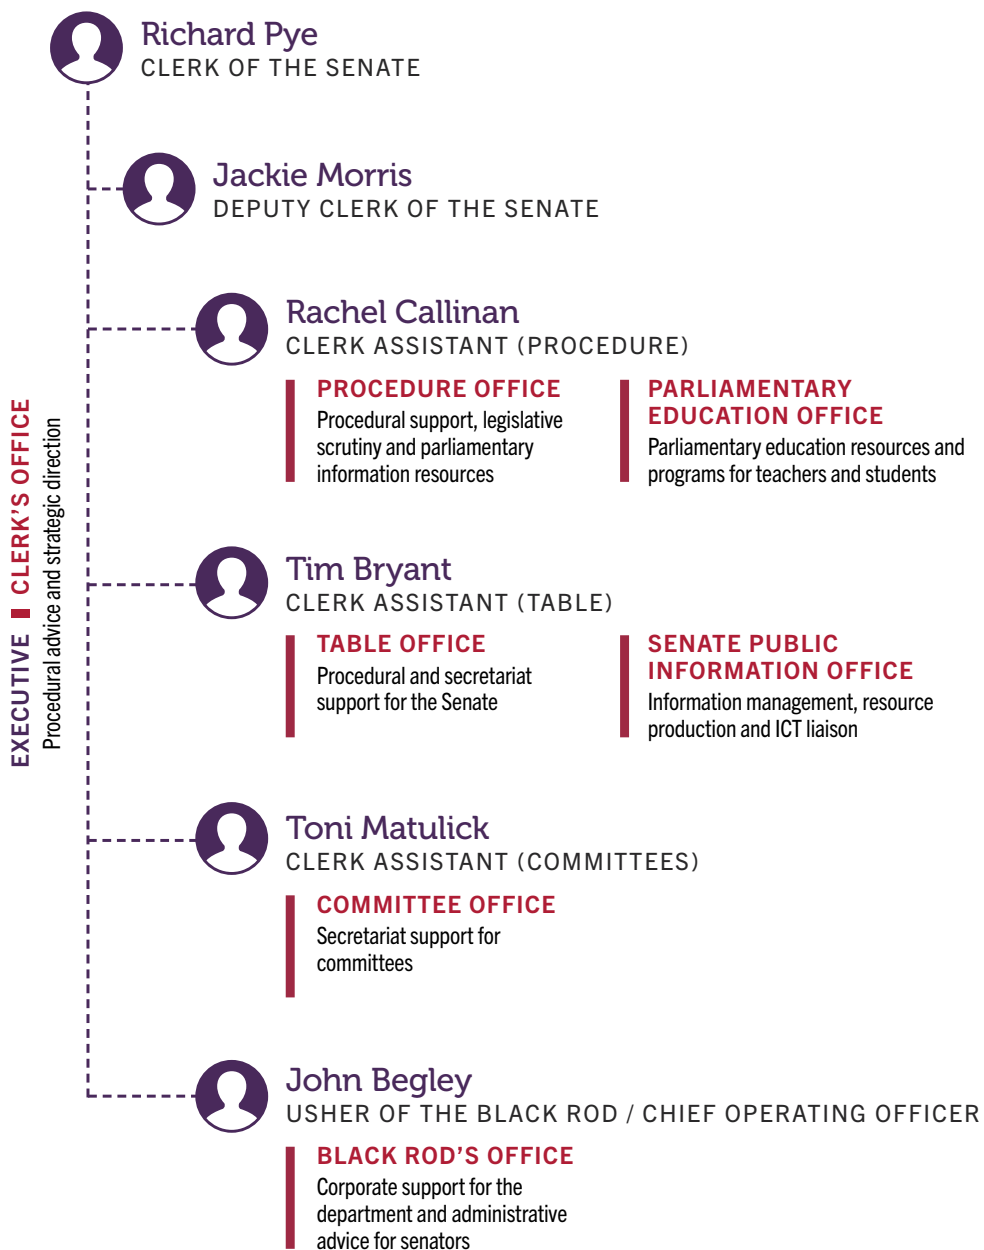 Richard Pye
CLERK OF THE SENATE
Jackie Morris
DEPUTY CLERK OF THE SENATE
Rachel Callinan
CLERK ASSISTANT (PROCEDURE)
PROCEDURE OFFICE
Procedural support, legislative
scrutiny and parliamentary
information resources
PARLIAMENTARY
EDUCATION OFFICE
Parliamentary education resources and
programs for teachers and students
EXECUTIVE CLERK'S OFFICE
Procedural advice and strategic direction
Tim Bryant
CLERK ASSISTANT (TABLE)
TABLE OFFICE
Procedural and secretariat
support for the Senate
SENATE PUBLIC
INFORMATION OFFICE
Information management, resource
production and ICT liaison
Toni Matulick
CLERK ASSISTANT (COMMITTEES)
COMMITTEE OFFICE
Secretariat support for
committees
John Begley
USHER OF THE BLACK ROD / CHIEF OPERATING OFFICER
BLACK ROD'S OFFICE
Corporate support for the
department and administrative
advice for senators